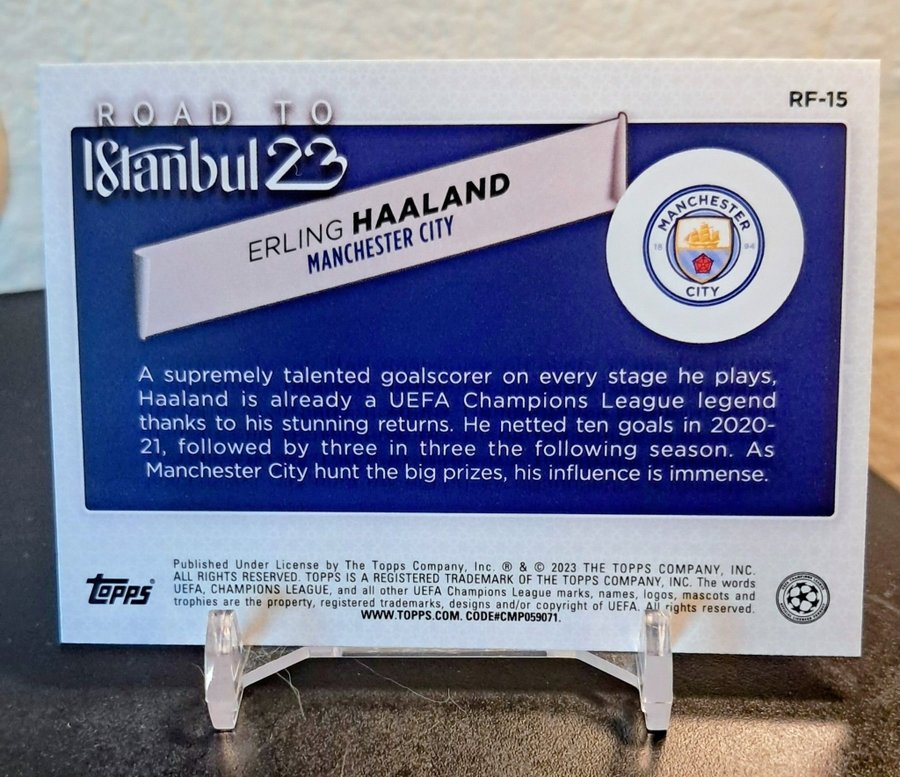 ROAD TO
RF-15
Istanbul 23
ERLING HAALAND
MANCHESTER CITY
MANCHESTER
18 94
CITY
A supremely talented goalscorer on every stage he plays,
Haaland is already a UEFA Champions League legend
thanks to his stunning returns. He netted ten goals in 2020-
21, followed by three in three the following season. As
Manchester City hunt the big prizes, his influence is immense.
Topps®
Published Under License by The Topps Company, Inc. ® & © 2023 THE TOPPS COMPANY, INC.
ALL RIGHTS RESERVED. TOPPS IS A REGISTERED TRADEMARK OF THE TOPPS COMPANY, INC. The words
UEFA, CHAMPIONS LEAGUE, and all other UEFA Champions League marks, names, logos, mascots and
trophies are the property, registered trademarks, designs and/or copyright of UEFA. All rights reserved.
WWW.TOPPS.COM. CODE#CMP059071.